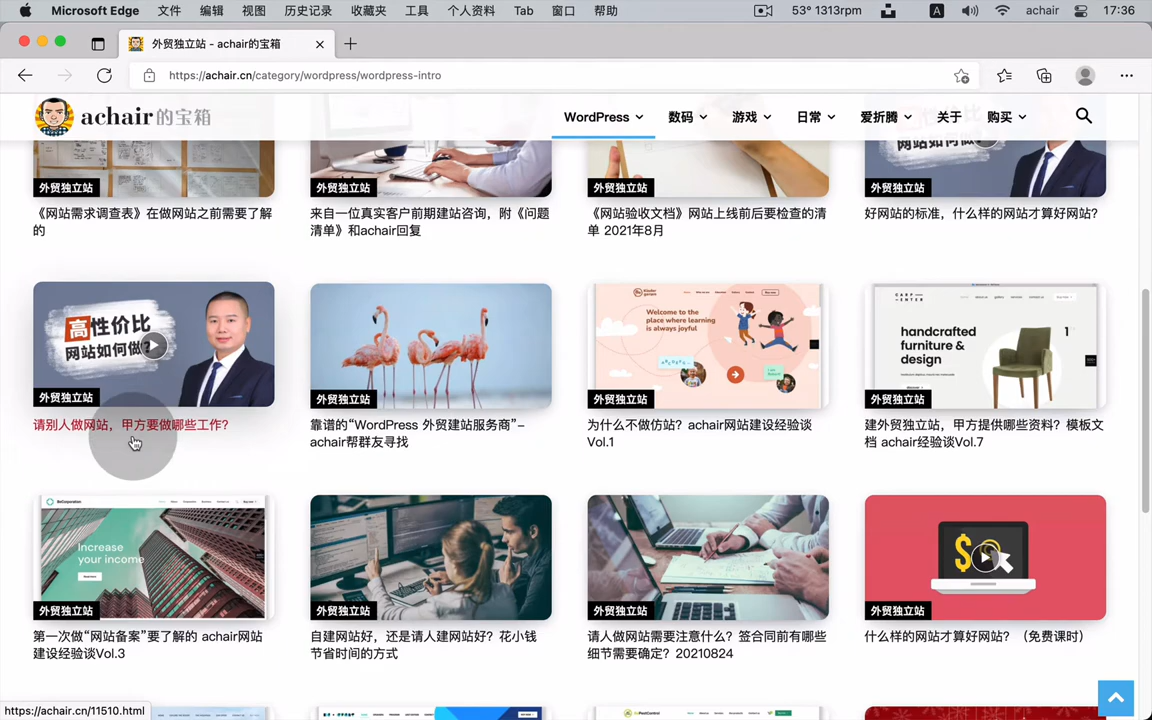 Microsoft Edge 文件 编辑 视图 历史记录 收藏夹 工具 个人资料 Tab 窗口 帮助 53° 1313rpm A achair 17:36
外贸独立站 - achair的宝箱
https://achair.cn/category/wordpress/wordpress-intro
achair的宝箱 WordPress 数码 游戏 日常 爱折腾 关于 购买
网站如何做
外贸独立站 外贸独立站 外贸独立站 外贸独立站
《网站需求调查表》在做网站之前需要了解
的
来自一位真实客户前期建站咨询，附《问题
清单》和achair回复
《网站验收文档》网站上线前后要检查的清
单 2021年8月
好网站的标准，什么样的网站才算好网站?
高性价比
网站如何做?
外贸独立站
请别人做网站，甲方要做哪些工作?
外贸独立站
靠谱的“WordPress 外贸建站服务商”-
achair帮群友寻找
Welcome to the
place where learning
is always joyful
外贸独立站
为什么不做仿站？achair网站建设经验谈
Vol.1
handcrafted
furniture &
design
1
外贸独立站
建外贸独立站，甲方提供哪些资料？模板文
档 achair经验谈Vol.7
BeCorporation
Increase
your income
外贸独立站
第一次做“网站备案”要了解的 achair网站
建设经验谈Vol.3
外贸独立站
自建网站好，还是请人建网站好？花小钱
节省时间的方式
外贸独立站
请人做网站需要注意什么？签合同前有哪些
细节需要确定？20210824
$
外贸独立站
什么样的网站才算好网站？（免费课时）
https://achair.cn/11510.html